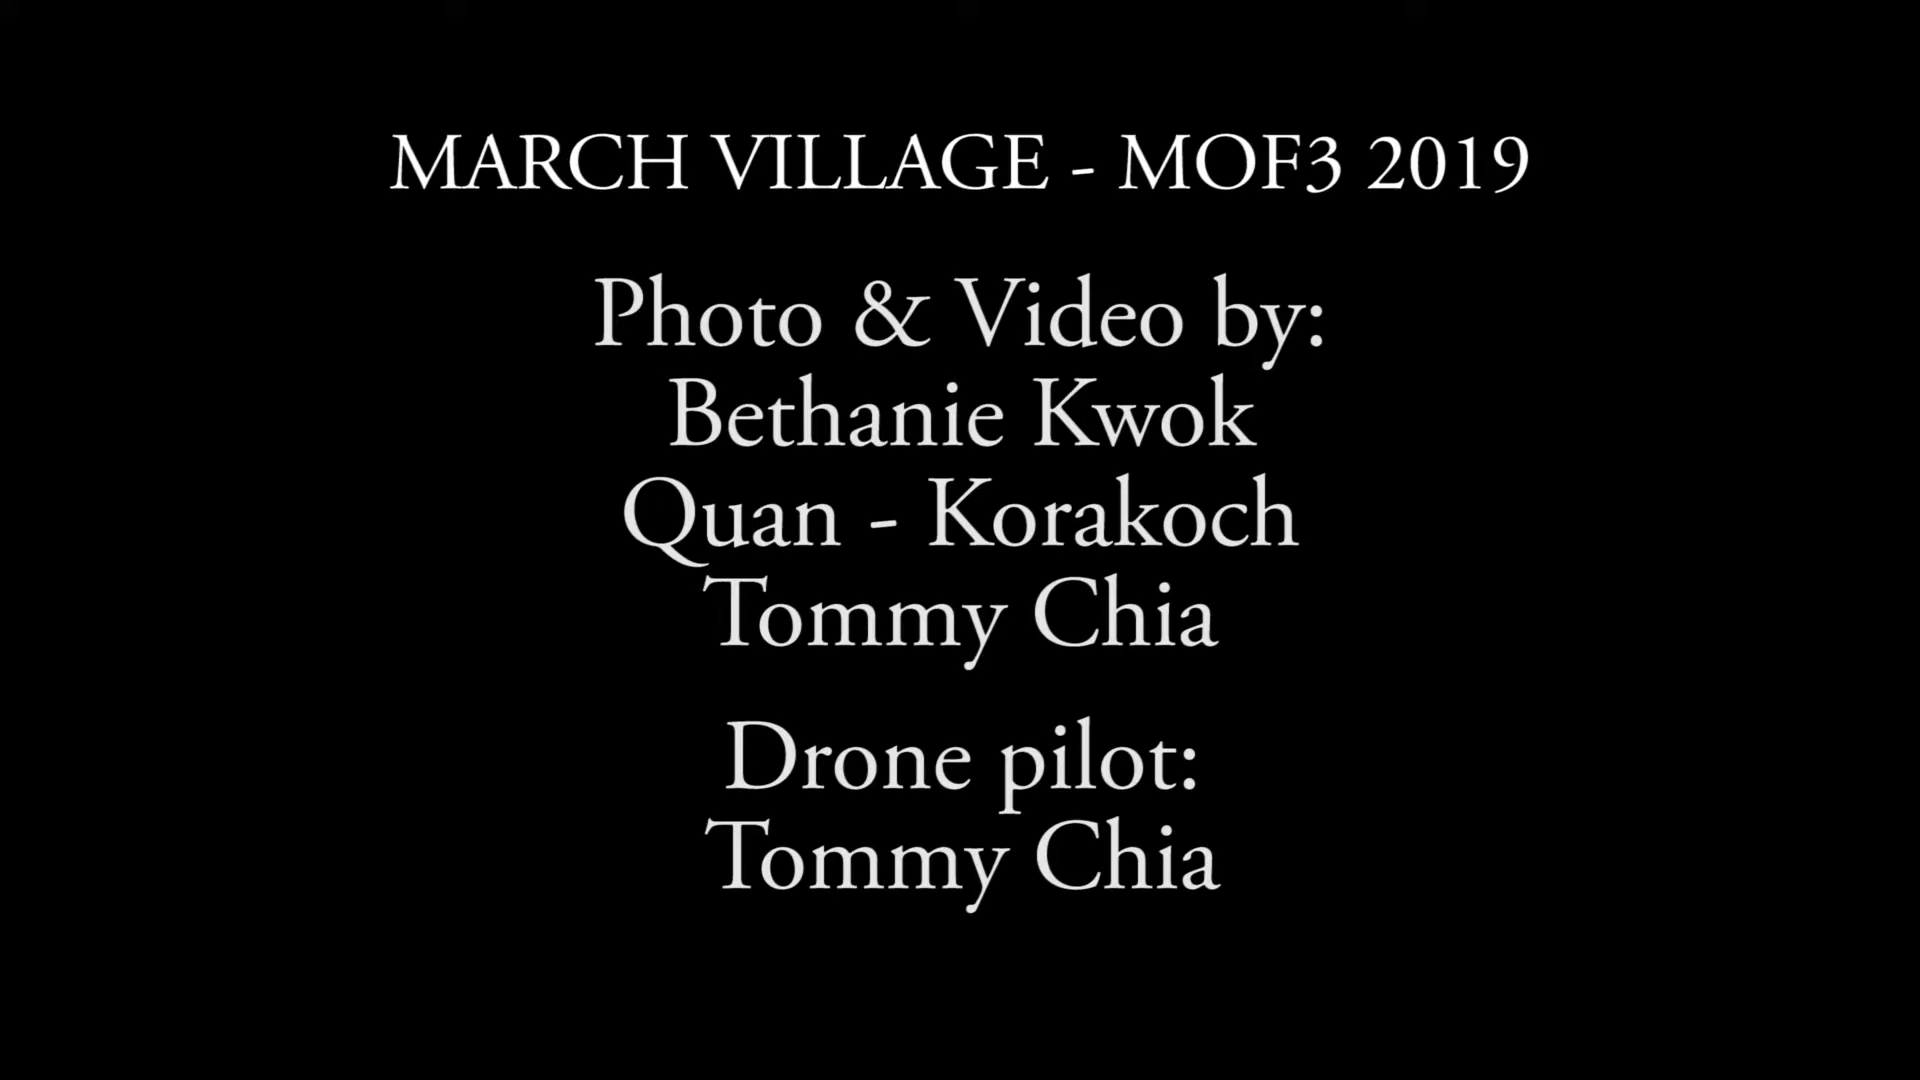 MARCH VILLAGE - MOF3 2019
Photo & Video by:
Bethanie Kwok
Quan - Korakoch
Tommy Chia
Drone pilot:
Tommy Chia